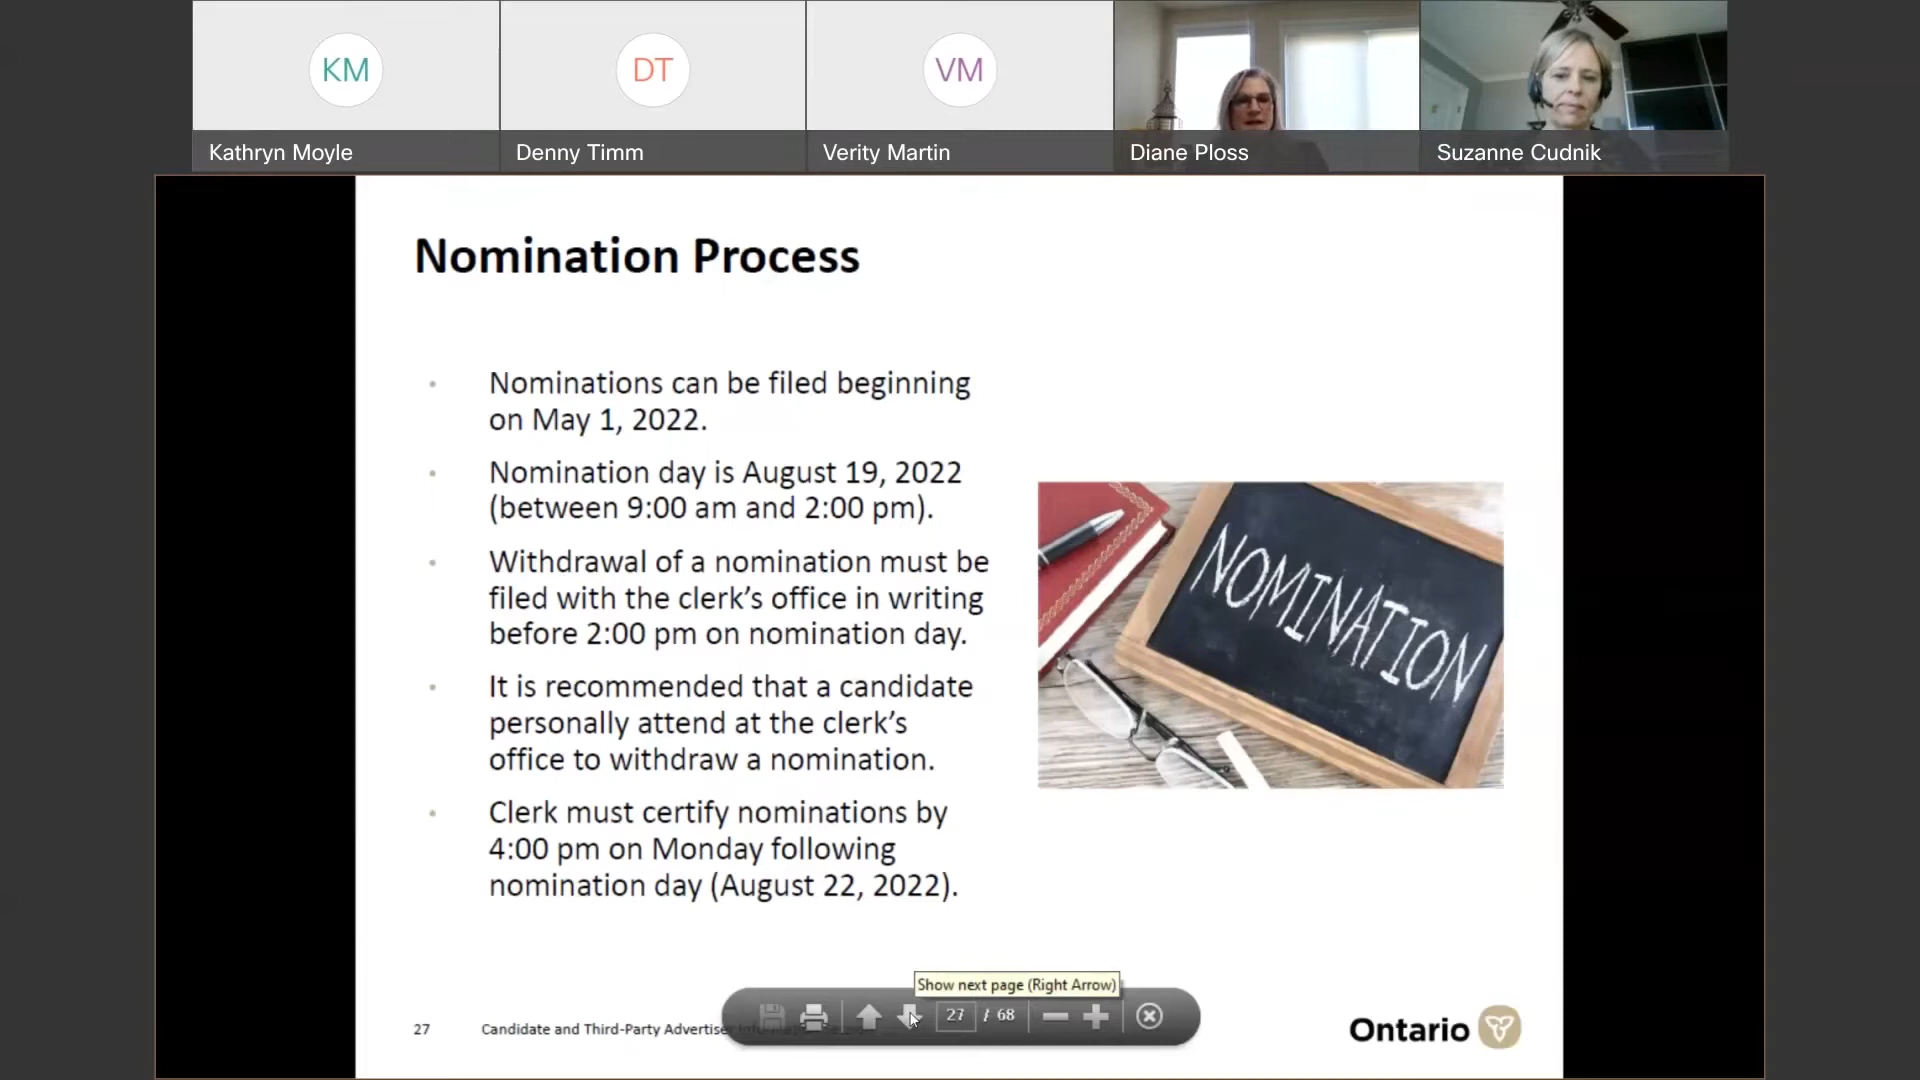 KM
DT
VM
Kathryn Moyle
Denny Timm
Verity Martin
Diane Ploss
Suzanne Cudnik
Nomination Process
• Nominations can be filed beginning
on May 1, 2022.
• Nomination day is August 19, 2022
(between 9:00 am and 2:00 pm).
• Withdrawal of a nomination must be
filed with the clerk’s office in writing
before 2:00 pm on nomination day.
• It is recommended that a candidate
personally attend at the clerk’s
office to withdraw a nomination.
• Clerk must certify nominations by
4:00 pm on Monday following
nomination day (August 22, 2022).
NOMINATION
Show next page (Right Arrow)
27 / 68
27
Candidate and Third-Party Advertiser
Ontario